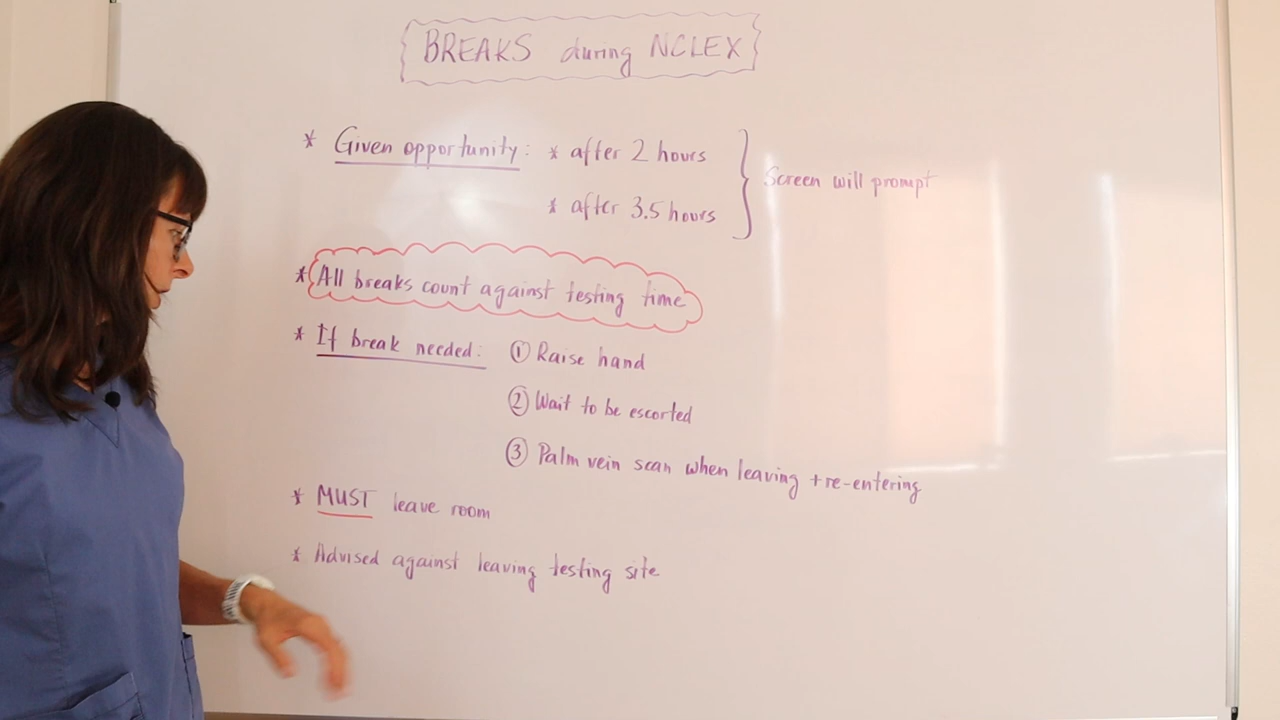 BREAKS during NCLEX
* Given opportunity: * after 2 hours
* after 3.5 hours
Screen will prompt
* All breaks count against testing time
* If break needed: ① Raise hand
② Wait to be escorted
③ Palm vein scan when leaving + re-entering
* MUST leave room
* Advised against leaving testing site